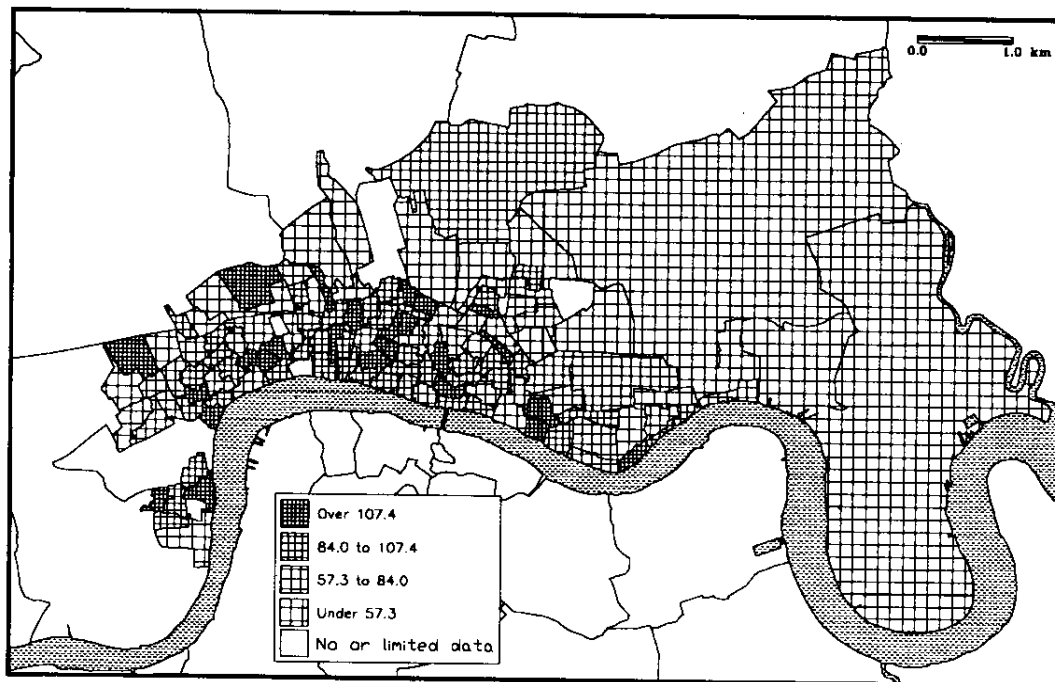 0.0 1.0 km
Over 107.4
84.0 to 107.4
57.3 to 84.0
Under 57.3
No or limited data